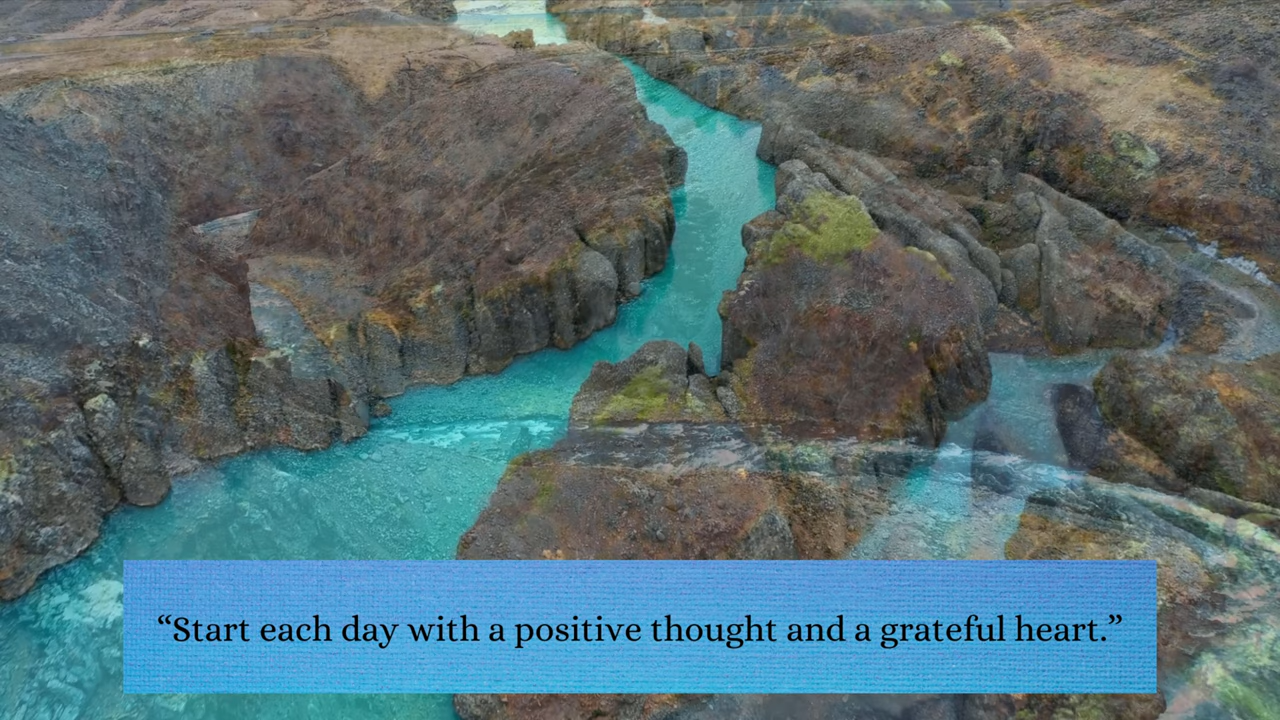 “Start each day with a positive thought and a grateful heart.”